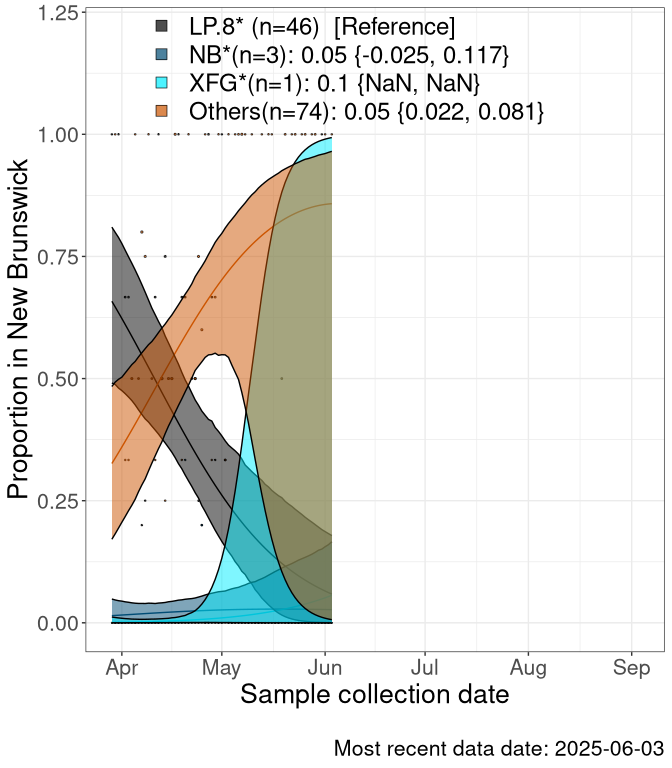 LP.8* (n=46)  [Reference]
NB*(n=3): 0.05 {-0.025, 0.117}
XFG*(n=1): 0.1 {NaN, NaN}
Others(n=74): 0.05 {0.022, 0.081}
1.25
1.00
0.75
0.50
0.25
0.00
Proportion in New Brunswick
Apr May Jun Jul Aug Sep
Sample collection date
Most recent data date: 2025-06-03